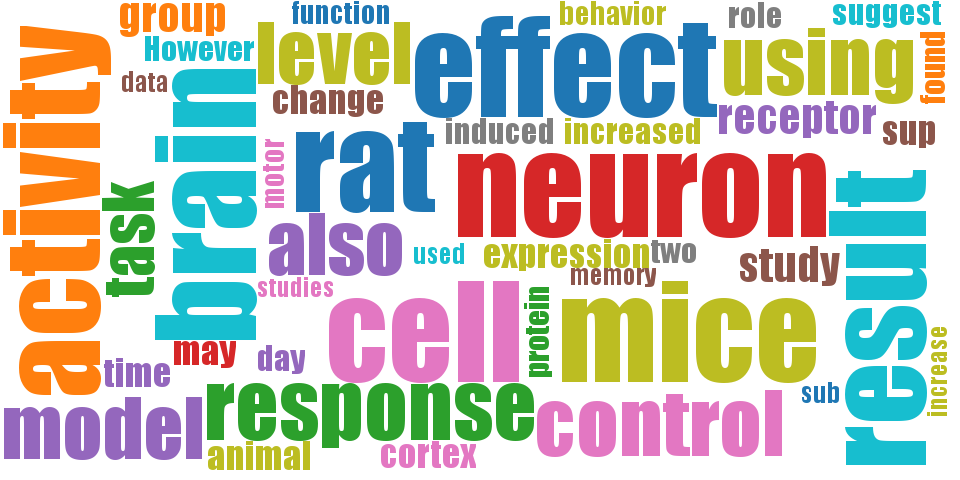 group
function
behavior
role
suggest
However
level
effect
using
found
activity
data
brain
change
receptor
induced
increased
sup
rat
motor
neuron
task
result
also
used
expression
two
study
memory
studies
cell
protein
mice
may
day
time
increase
sub
model
response
control
animal
cortex